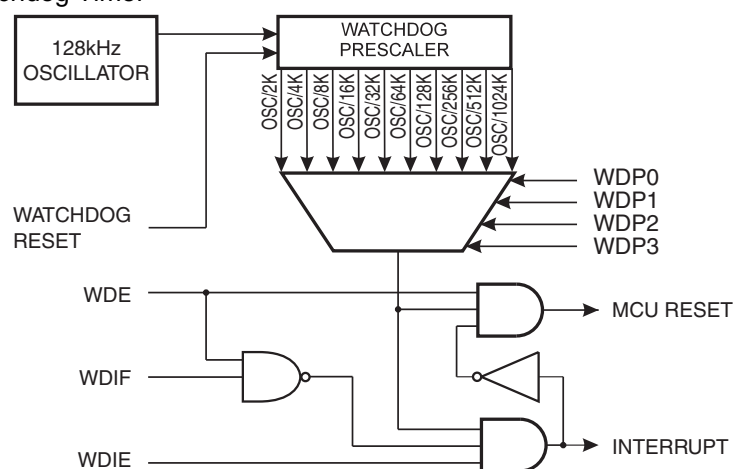 128kHz
OSCILLATOR
WATCHDOG
PRESCALER
OSC/2K
OSC/4K
OSC/8K
OSC/16K
OSC/32K
OSC/64K
OSC/128K
OSC/256K
OSC/512K
OSC/1024K
WDP0
WDP1
WDP2
WDP3
WATCHDOG
RESET
WDE
MCU RESET
WDIF
INTERRUPT
WDIE